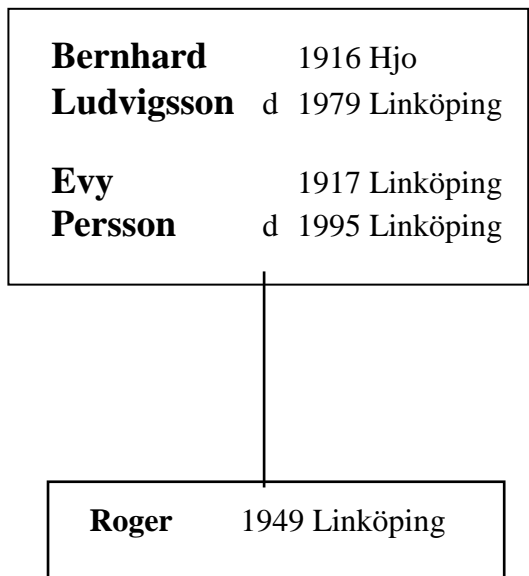 Bernhard 1916 Hjo
Ludvigsson d 1979 Linköping
Evy 1917 Linköping
Persson d 1995 Linköping
Roger 1949 Linköping